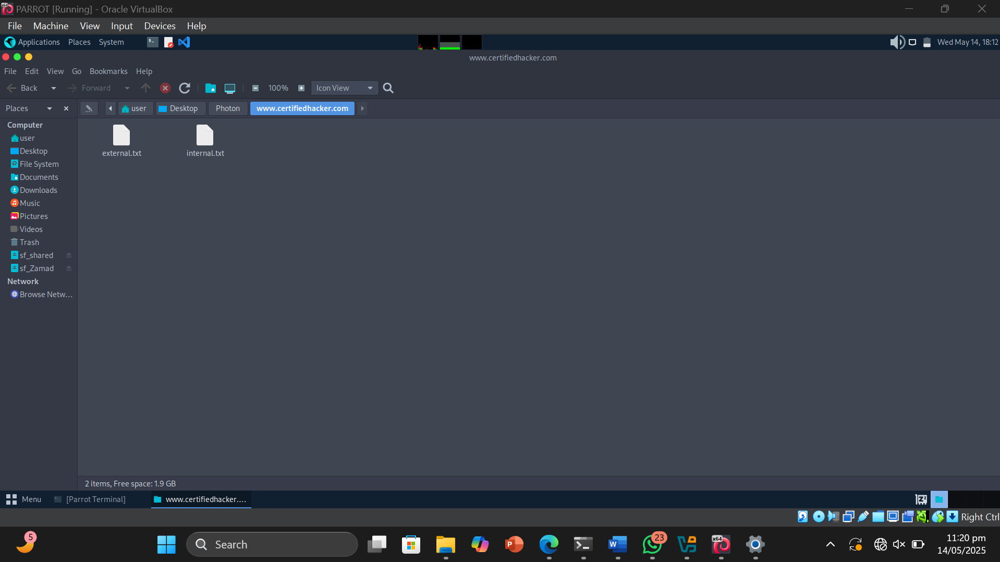 PARROT [Running] - Oracle VirtualBox
File Machine View Input Devices Help
Applications Places System
Wed May 14, 18:12
www.certifiedhacker.com
File Edit View Go Bookmarks Help
Back Forward 100% Icon View
Places user Desktop Photon www.certifiedhacker.com
Computer
user
Desktop
File System
Documents
Downloads
Music
Pictures
Videos
Trash
sf_shared
sf_Zamad
Network
Browse Netw...
external.txt internal.txt
2 items, Free space: 1.9 GB
Menu [Parrot Terminal] www.certifiedhacker....
Right Ctrl
5
Search
23
x64
11:20 pm
14/05/2025